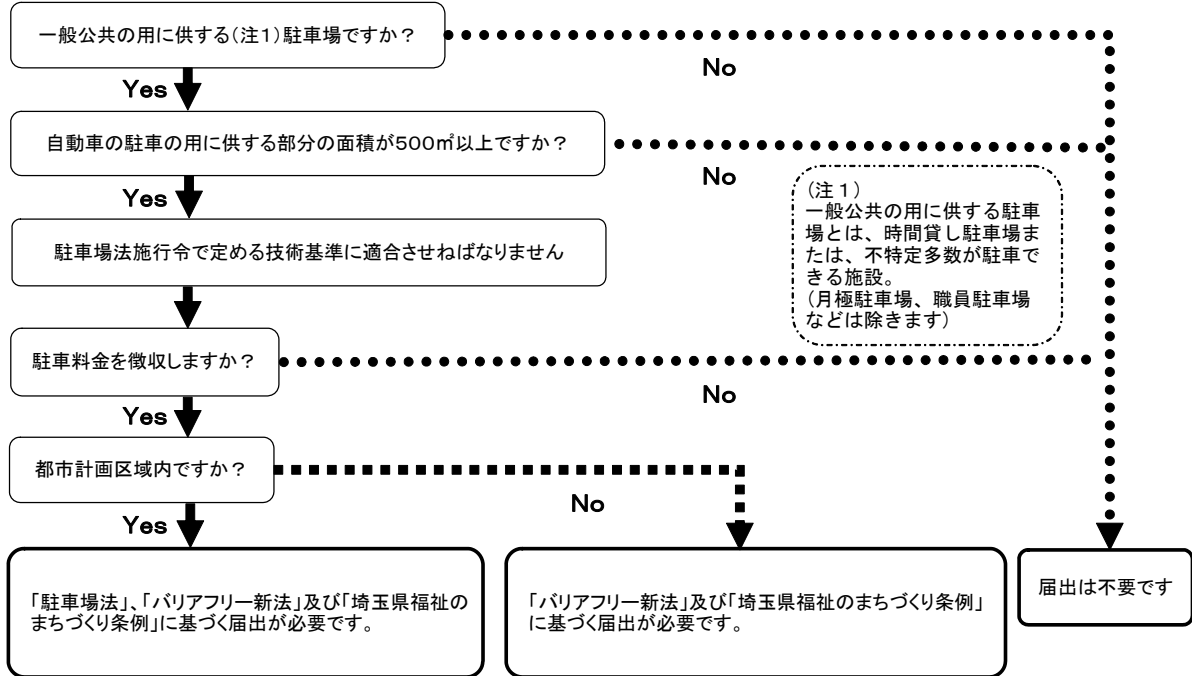 一般公共の用に供する(注1)駐車場ですか？
No
Yes
自動車の駐車の用に供する部分の面積が500㎡以上ですか？
No
Yes
(注１)
一般公共の用に供する駐車
場とは、時間貸し駐車場ま
たは、不特定多数が駐車で
きる施設。
(月極駐車場、職員駐車場
などは除きます)
駐車場法施行令で定める技術基準に適合させねばなりません
駐車料金を徴収しますか？
No
Yes
都市計画区域内ですか？
No
Yes
「駐車場法」、「バリアフリー新法」及び「埼玉県福祉の
まちづくり条例」に基づく届出が必要です。
「バリアフリー新法」及び「埼玉県福祉のまちづくり条例」
に基づく届出が必要です。
届出は不要です